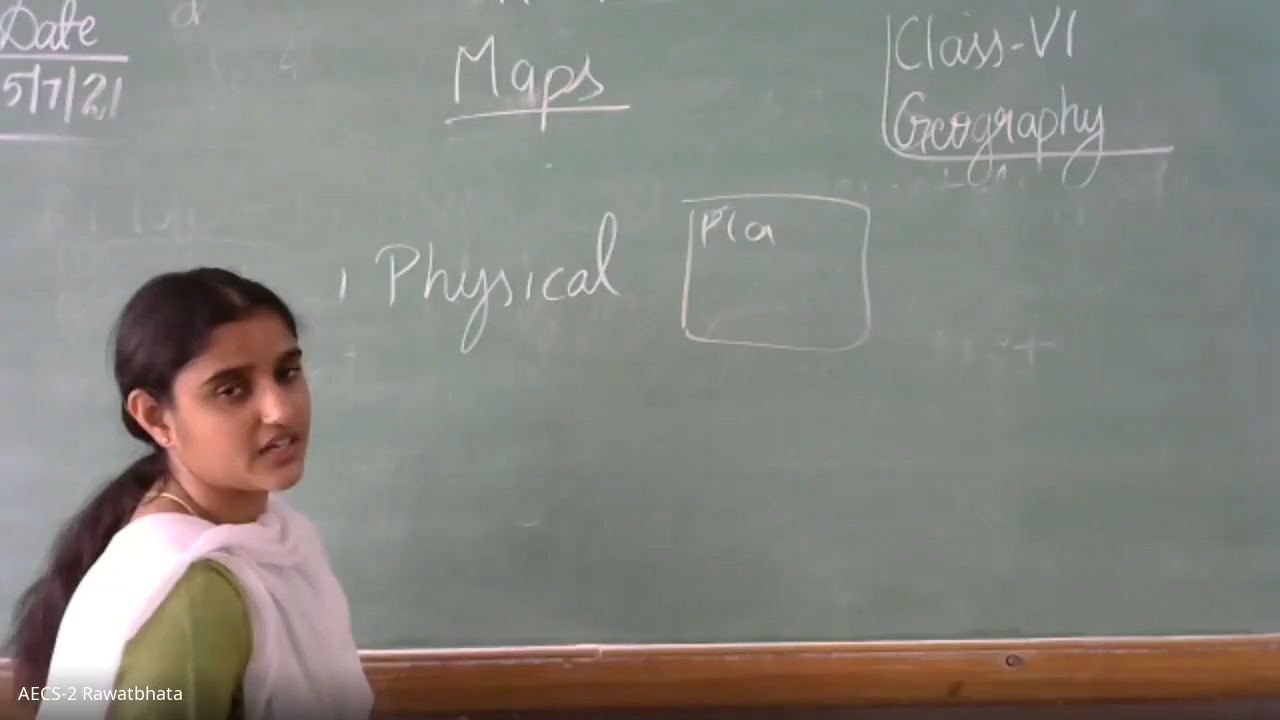 Date
5/7/21
Maps
Class-VI
Geography
1 Physical
Pla
AECS-2 Rawatbhata